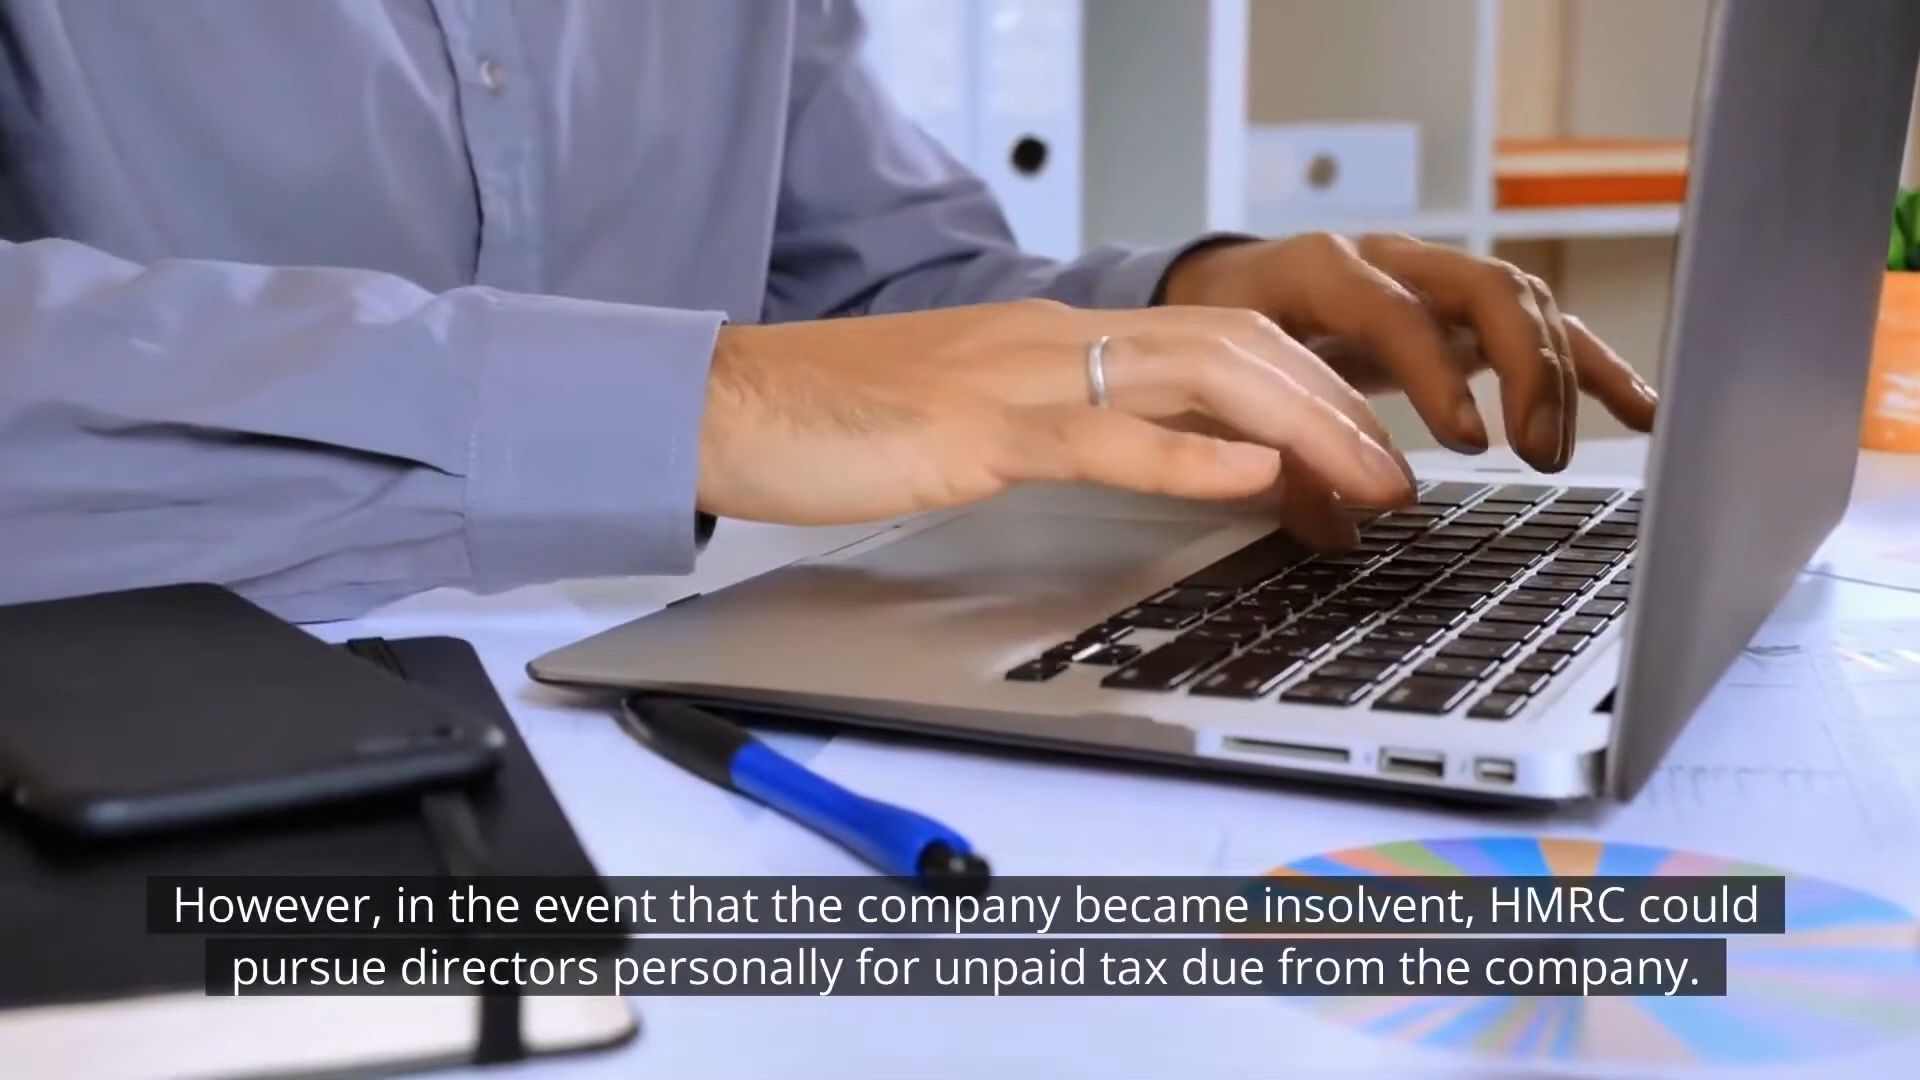 However, in the event that the company became insolvent, HMRC could
pursue directors personally for unpaid tax due from the company.